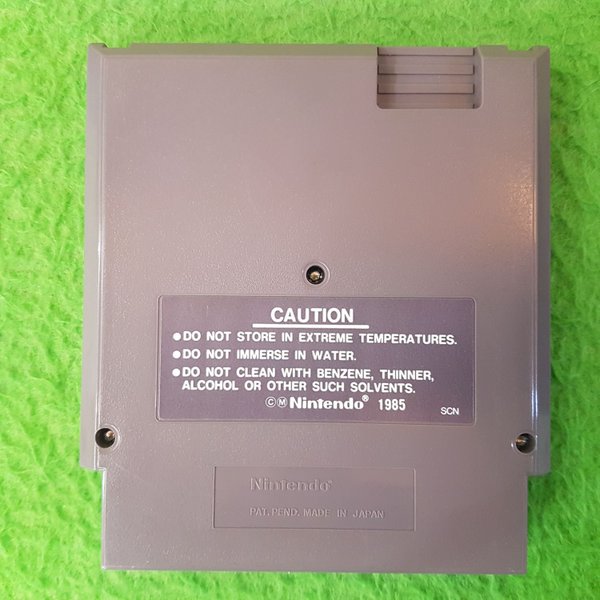 CAUTION
●DO NOT STORE IN EXTREME TEMPERATURES.
●DO NOT IMMERSE IN WATER.
●DO NOT CLEAN WITH BENZENE, THINNER,
ALCOHOL OR OTHER SUCH SOLVENTS.
©Ⓜ Nintendo® 1985
SCN
Nintendo®
PAT. PEND. MADE IN JAPAN